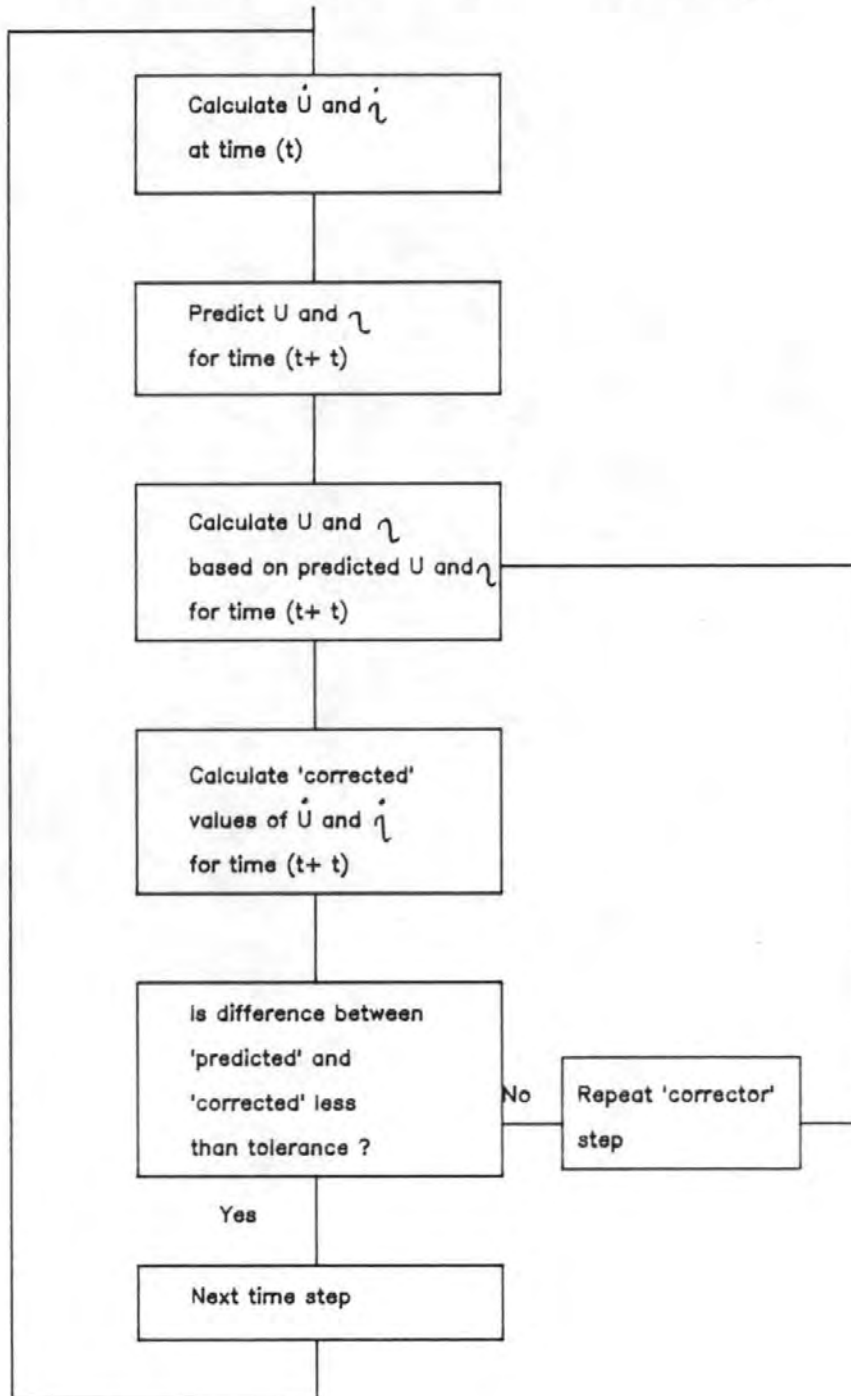 Calculate U̇ and η̇
at time (t)
Predict U and η
for time (t+ t)
Calculate U and η
based on predicted U and η
for time (t+ t)
Calculate 'corrected'
values of U̇ and η̇
for time (t+ t)
Is difference between
'predicted' and
'corrected' less
than tolerance ?
No
Repeat 'corrector'
step
Yes
Next time step